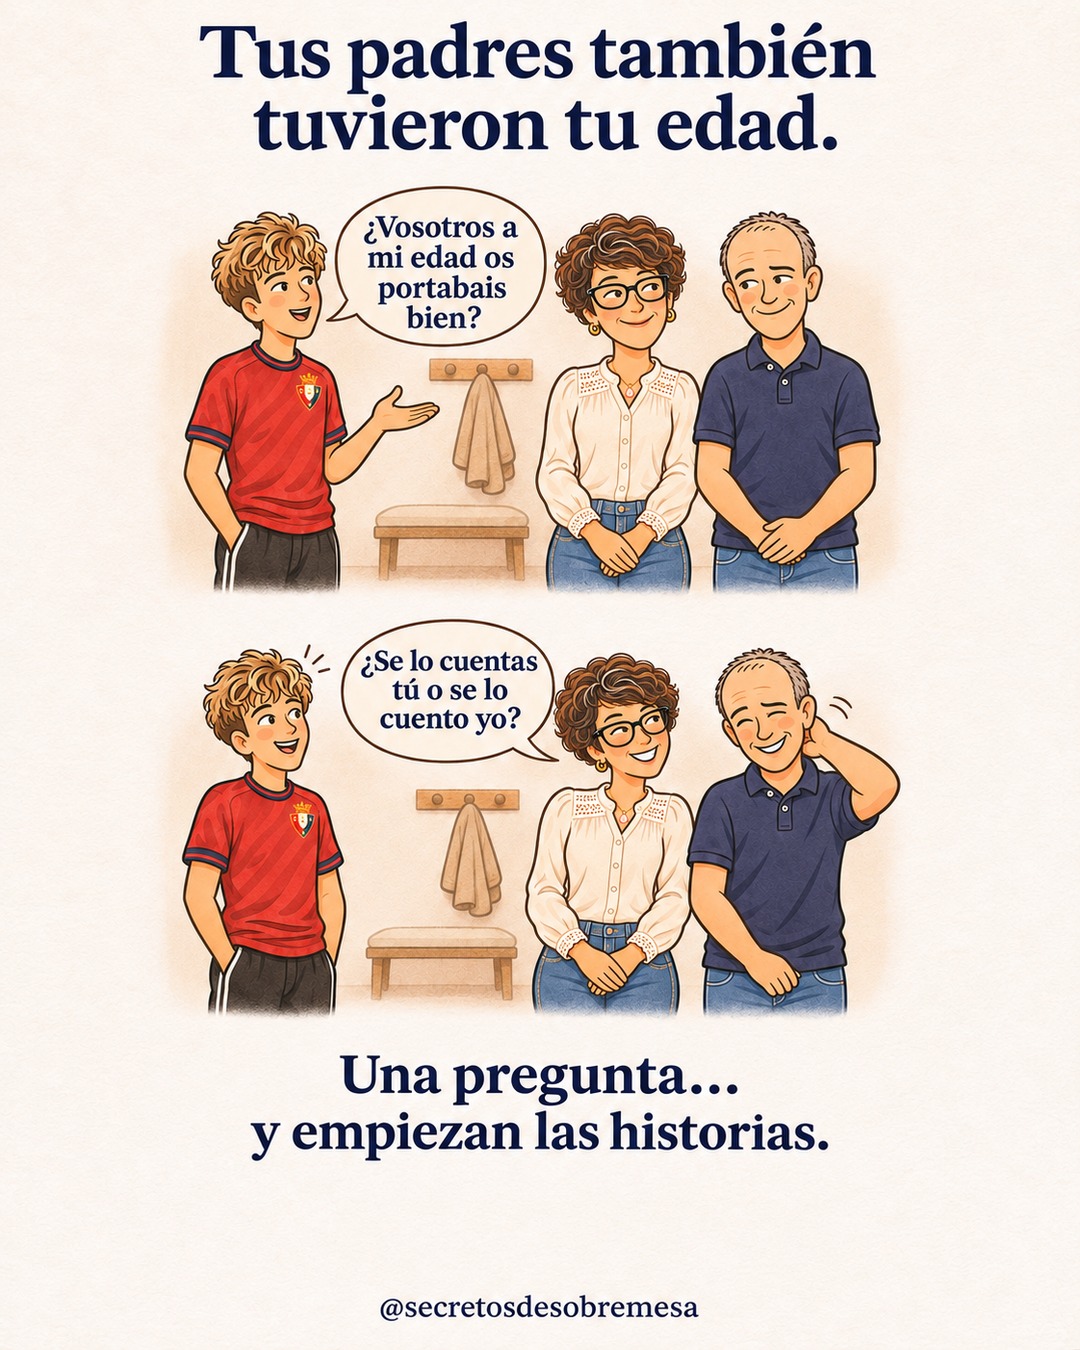 Tus padres también
tuvieron tu edad.
¿Vosotros a
mi edad os
portabais
bien?
¿Se lo cuentas
tú o se lo
cuento yo?
Una pregunta...
y empiezan las historias.
@secretosdesobremesa